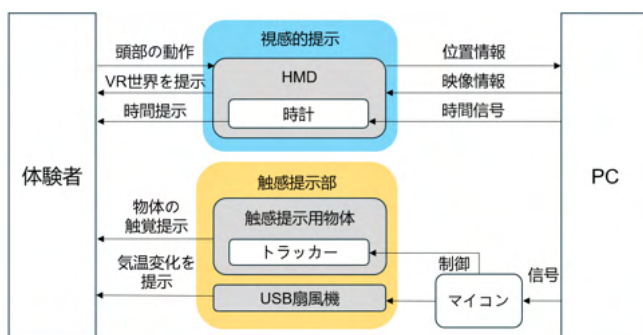 視感的提示
頭部の動作
HMD
位置情報
VR世界を提示
映像情報
時間提示
時計
時間信号
体験者
PC
触感提示部
物体の
触覚提示
触感提示用物体
トラッカー
制御
気温変化を
提示
USB扇風機
マイコン
信号